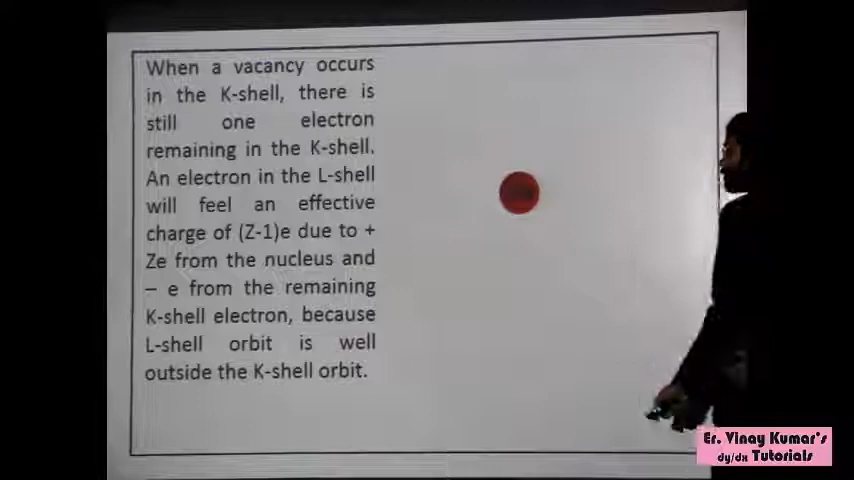 When a vacancy occurs
in the K-shell, there is
still one electron
remaining in the K-shell.
An electron in the L-shell
will feel an effective
charge of (Z-1)e due to +
Ze from the nucleus and
– e from the remaining
K-shell electron, because
L-shell orbit is well
outside the K-shell orbit.
Er. Vinay Kumar's
dy/dx Tutorials